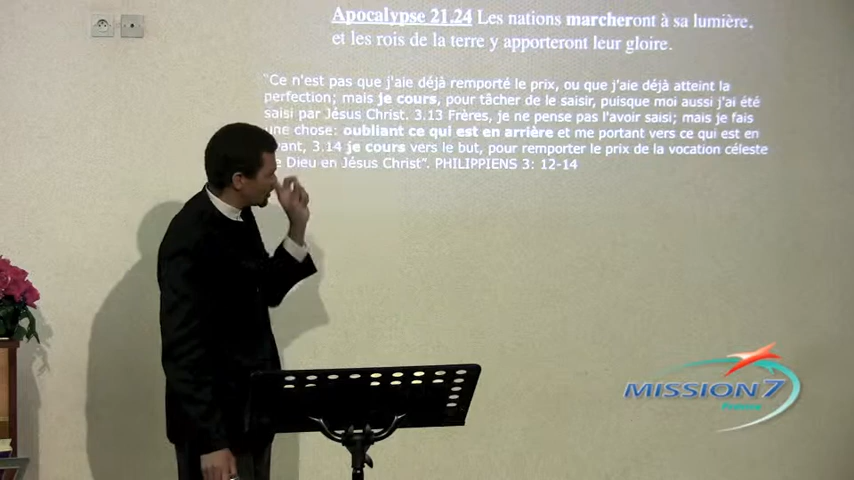 Apocalypse 21.24 Les nations marcheront à sa lumière,
et les rois de la terre y apporteront leur gloire.
"Ce n'est pas que j'aie déjà remporté le prix, ou que j'aie déjà atteint la
perfection; mais je cours, pour tâcher de le saisir, puisque moi aussi j'ai été
saisi par Jésus Christ. 3.13 Frères, je ne pense pas l'avoir saisi; mais je fais
une chose: oubliant ce qui est en arrière et me portant vers ce qui est en
vant, 3.14 je cours vers le but, pour remporter le prix de la vocation céleste
e Dieu en Jésus Christ". PHILIPPIENS 3: 12-14
MISSION 7
France